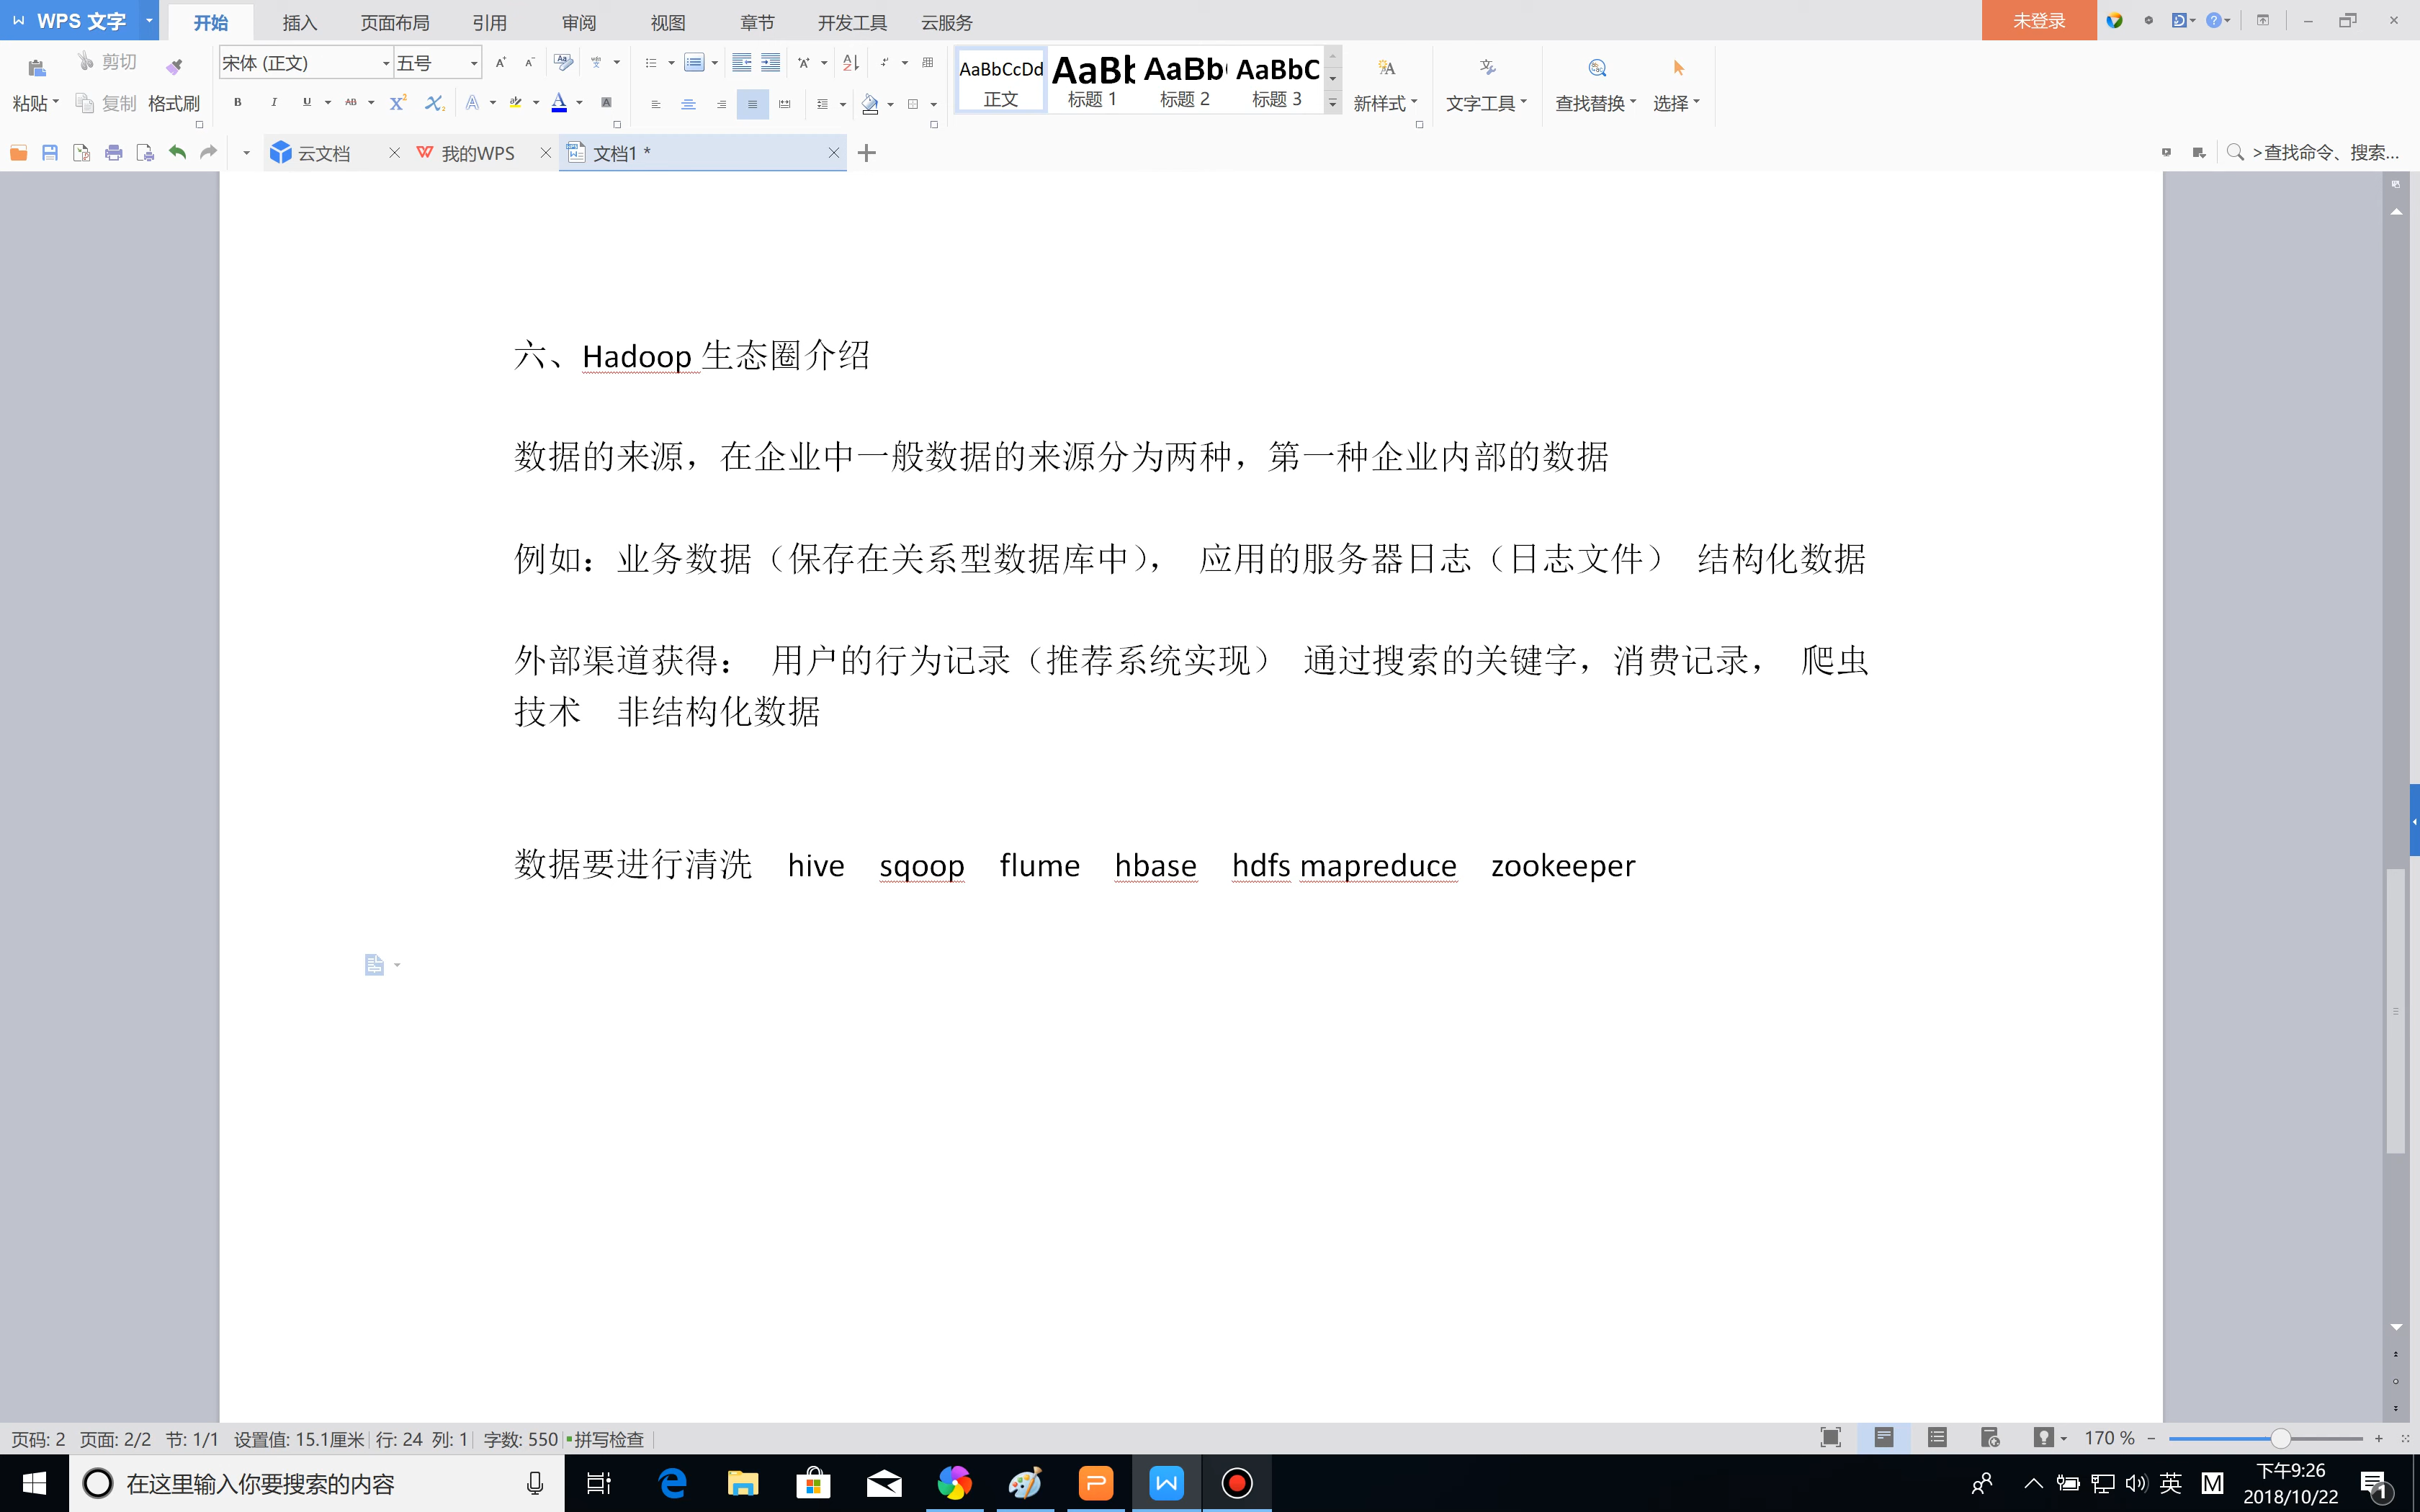 WPS 文字 开始 插入 页面布局 引用 审阅 视图 章节 开发工具 云服务 未登录
剪切 宋体 (正文) 五号 AaBbCcDd AaBb AaBb AaBbC
粘贴 复制 格式刷 正文 标题 1 标题 2 标题 3 新样式 文字工具 查找替换 选择
云文档 我的WPS 文档1 * >查找命令、搜索...
六、Hadoop 生态圈介绍
数据的来源，在企业中一般数据的来源分为两种，第一种企业内部的数据
例如：业务数据（保存在关系型数据库中）， 应用的服务器日志（日志文件） 结构化数据
外部渠道获得： 用户的行为记录（推荐系统实现） 通过搜索的关键字，消费记录， 爬虫
技术 非结构化数据
数据要进行清洗 hive sqoop flume hbase hdfs mapreduce zookeeper
页码: 2 页面: 2/2 节: 1/1 设置值: 15.1厘米 行: 24 列: 1 字数: 550 拼写检查 170 %
在这里输入你要搜索的内容 英 M 下午9:26
2018/10/22 1